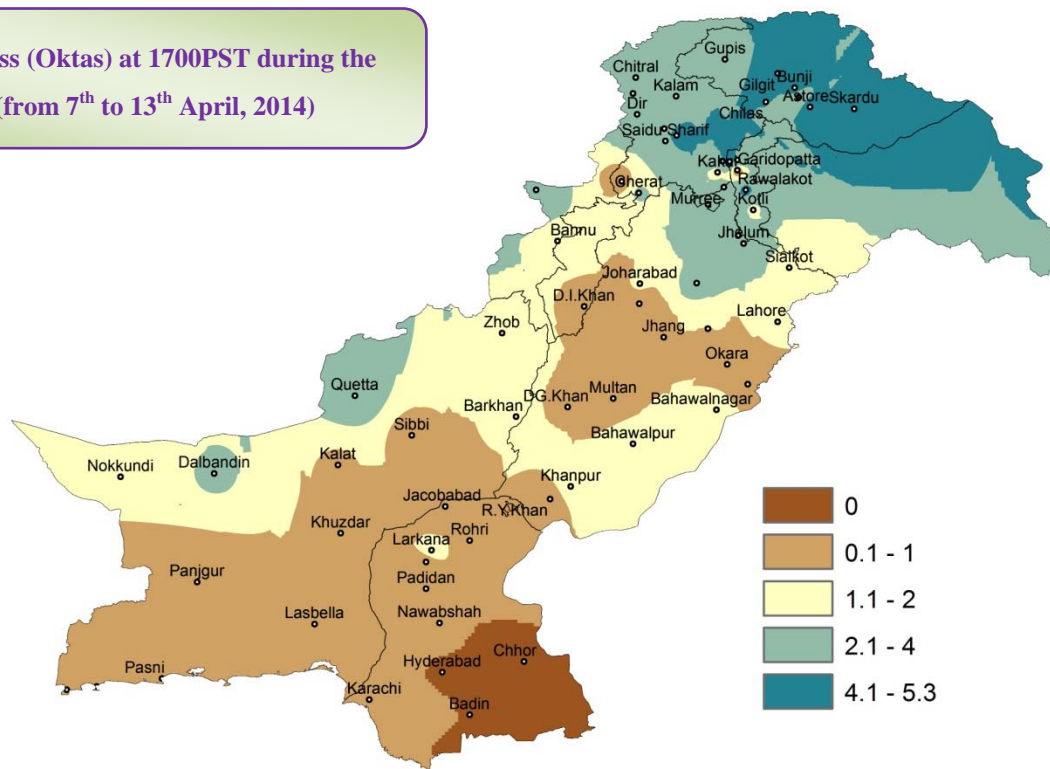 ss (Oktas) at 1700PST during the
(from 7th to 13th April, 2014)
Gupis
Chitral
Kalam
Gilgit
Bunji
Dir
Astore
Skardu
Chilas
Saidu Sharif
Garidopatta
Rawalakot
Cherat
Murree
Kotli
Bannu
Jhelum
Sialkot
Joharabad
D.I.Khan
Lahore
Zhob
Jhang
Okara
Quetta
Multan
DG.Khan
Bahawalnagar
Barkhan
Sibbi
Bahawalpur
Kalat
Nokkundi
Dalbandin
Khanpur
Jacobabad
R.Y.Khan
Khuzdar
Rohri
Larkana
Panjgur
Padidan
Lasbella
Nawabshah
Pasni
Hyderabad
Chhor
Karachi
Badin
0
0.1 - 1
1.1 - 2
2.1 - 4
4.1 - 5.3